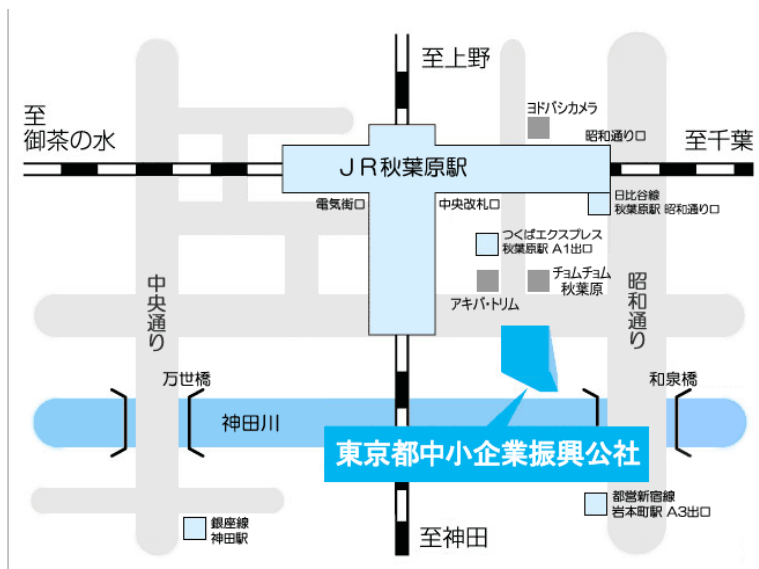 至上野
ヨドバシカメラ
昭和通り口
至
御茶の水
至千葉
JR秋葉原駅
電気街口
中央改札口
日比谷線
秋葉原駅 昭和通り口
つくばエクスプレス
秋葉原駅 A1出口
チョムチョム
秋葉原
アキバ・トリム
中央通り
昭和通り
万世橋
和泉橋
神田川
東京都中小企業振興公社
都営新宿線
岩本町駅 A3出口
銀座線
神田駅
至神田